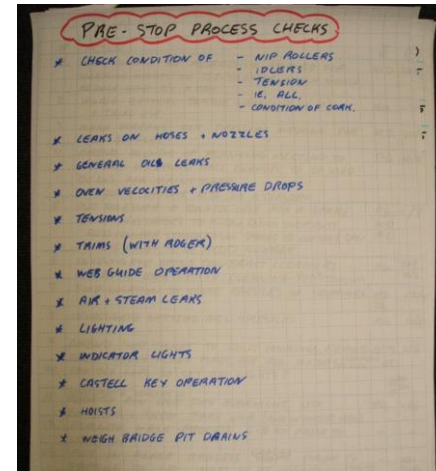 PRE-STOP PROCESS CHECKS
* CHECK CONDITION OF - NIP ROLLERS
- IDLERS
- TENSION
- IE. ALL.
- CONDITION OF CORK.
* LEAKS ON HOSES + NOZZLES
* GENERAL OILS LEAKS
* OVEN VELOCITIES + PRESSURE DROPS
* TENSIONS
* TRIMS (WITH ROGER)
* WEB GUIDE OPERATION
* AIR + STEAM LEAKS
* LIGHTING
* INDICATOR LIGHTS
* CASTELL KEY OPERATION
* HOISTS
* WEIGH BRIDGE PIT DRAINS